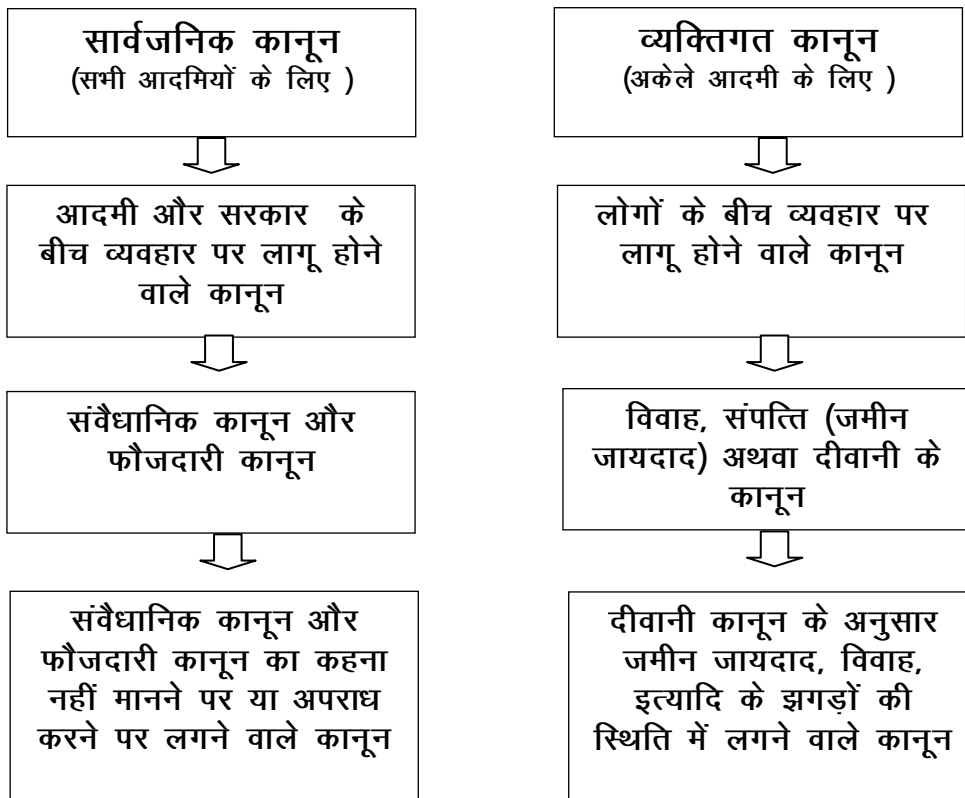 सार्वजनिक कानून
(सभी आदमियों के लिए )
आदमी और सरकार के
बीच व्यवहार पर लागू होने
वाले कानून
संवैधानिक कानून और
फौजदारी कानून
संवैधानिक कानून और
फौजदारी कानून का कहना
नहीं मानने पर या अपराध
करने पर लगने वाले कानून
व्यक्तिगत कानून
(अकेले आदमी के लिए )
लोगों के बीच व्यवहार पर
लागू होने वाले कानून
विवाह, संपत्ति (जमीन
जायदाद) अथवा दीवानी के
कानून
दीवानी कानून के अनुसार
जमीन जायदाद, विवाह,
इत्यादि के झगड़ों की
स्थिति में लगने वाले कानून